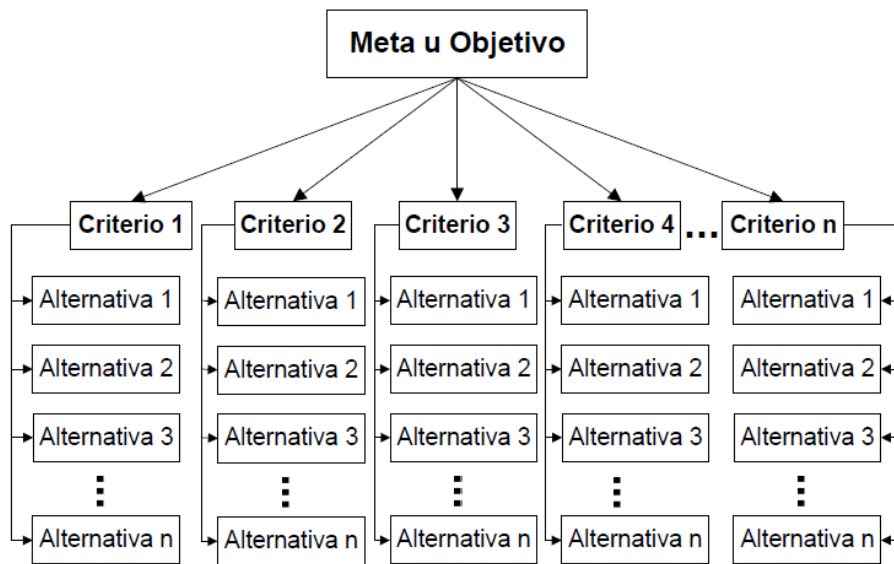 Meta u Objetivo
Criterio 1 Criterio 2 Criterio 3 Criterio 4 ... Criterio n
Alternativa 1 Alternativa 1 Alternativa 1 Alternativa 1 Alternativa 1
Alternativa 2 Alternativa 2 Alternativa 2 Alternativa 2 Alternativa 2
Alternativa 3 Alternativa 3 Alternativa 3 Alternativa 3 Alternativa 3
Alternativa n Alternativa n Alternativa n Alternativa n Alternativa n